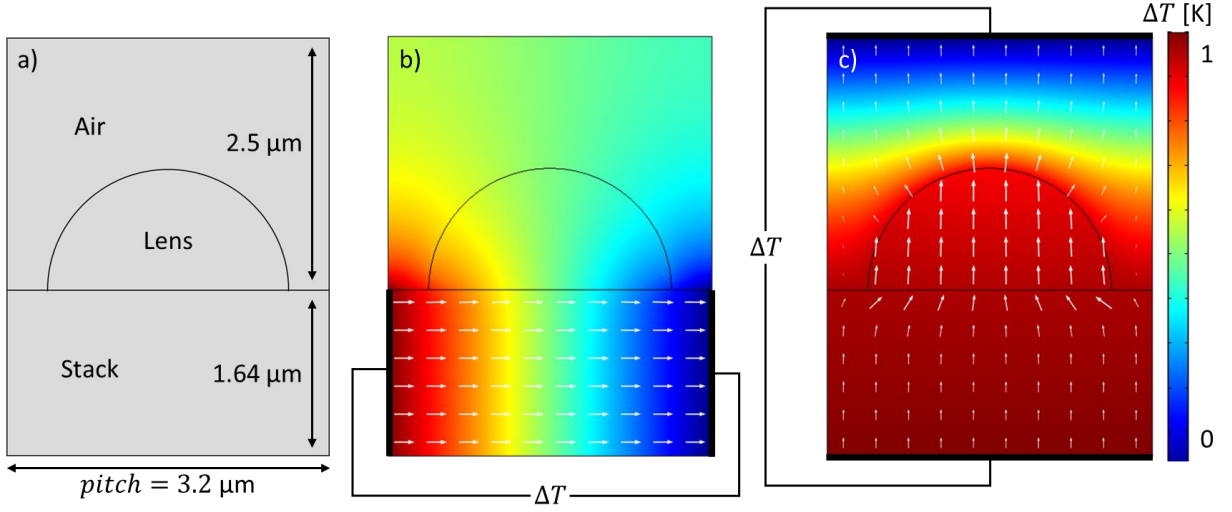 a)
Air
2.5 µm
Lens
Stack
1.64 µm
pitch = 3.2 µm
b)
ΔT
ΔT
c)
ΔT [K]
1
0